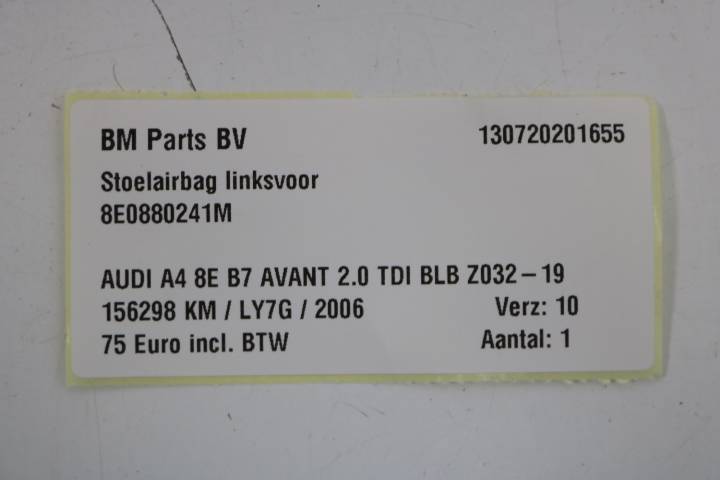 BM Parts BV 130720201655
Stoelairbag linksvoor
8E0880241M
AUDI A4 8E B7 AVANT 2.0 TDI BLB Z032-19
156298 KM / LY7G / 2006 Verz: 10
75 Euro incl. BTW Aantal: 1